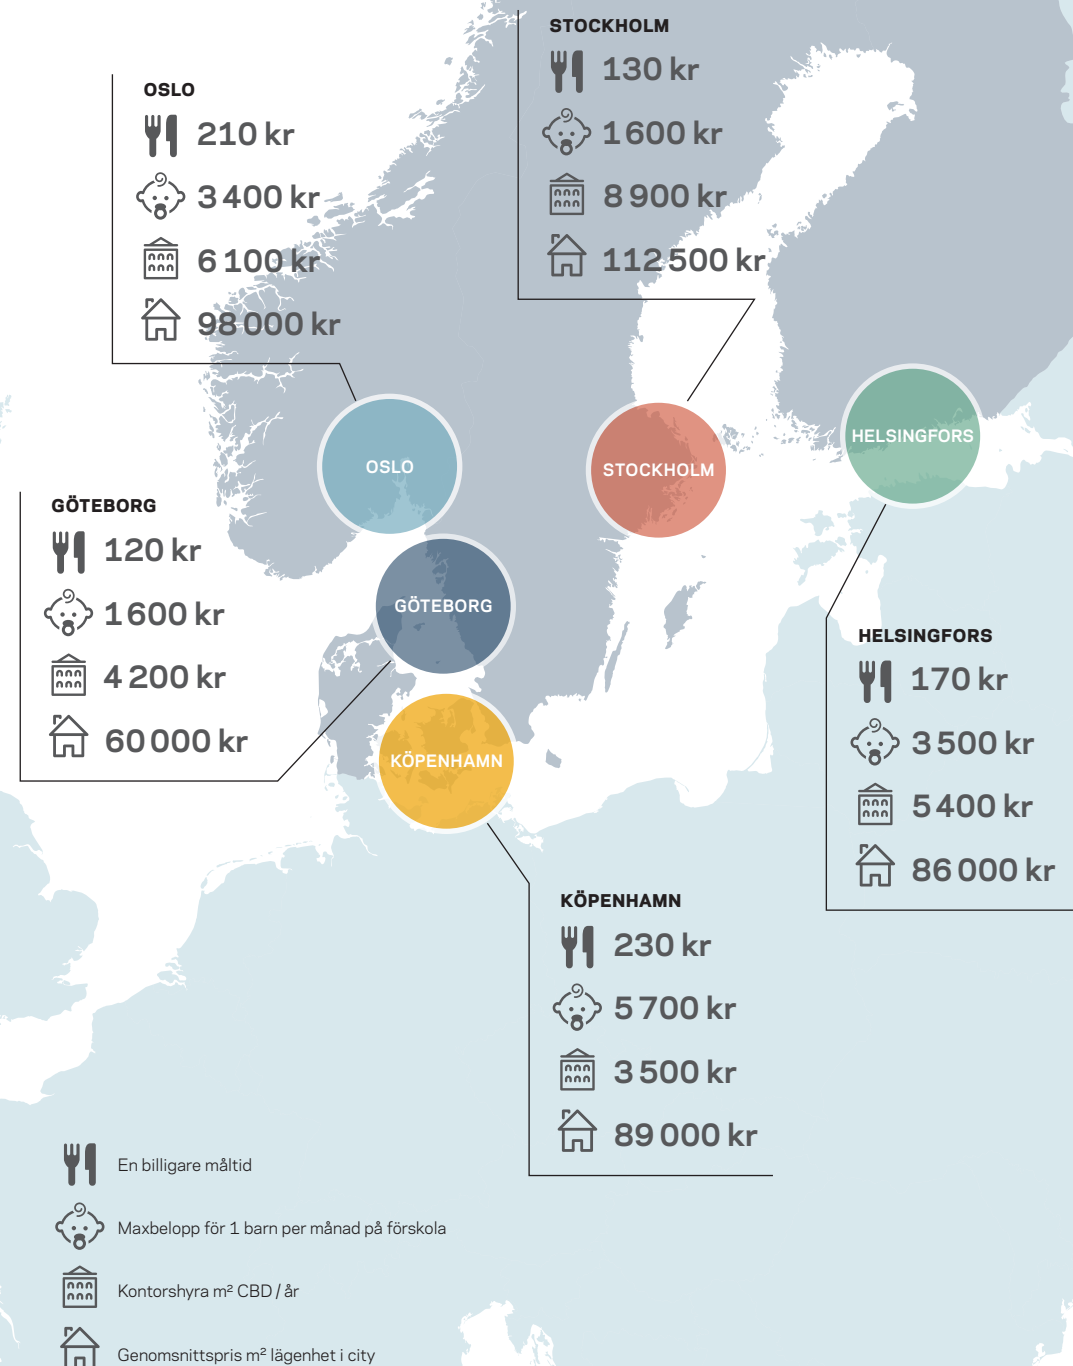 STOCKHOLM
130 kr
1 600 kr
8 900 kr
112 500 kr
OSLO
210 kr
3 400 kr
6 100 kr
98 000 kr
OSLO
STOCKHOLM
HELSINGFORS
GÖTEBORG
120 kr
1 600 kr
4 200 kr
60 000 kr
GÖTEBORG
KÖPENHAMN
HELSINGFORS
170 kr
3 500 kr
5 400 kr
86 000 kr
KÖPENHAMN
230 kr
5 700 kr
3 500 kr
89 000 kr
En billigare måltid
Maxbelopp för 1 barn per månad på förskola
Kontorshyra m² CBD / år
Genomsnittspris m² lägenhet i city